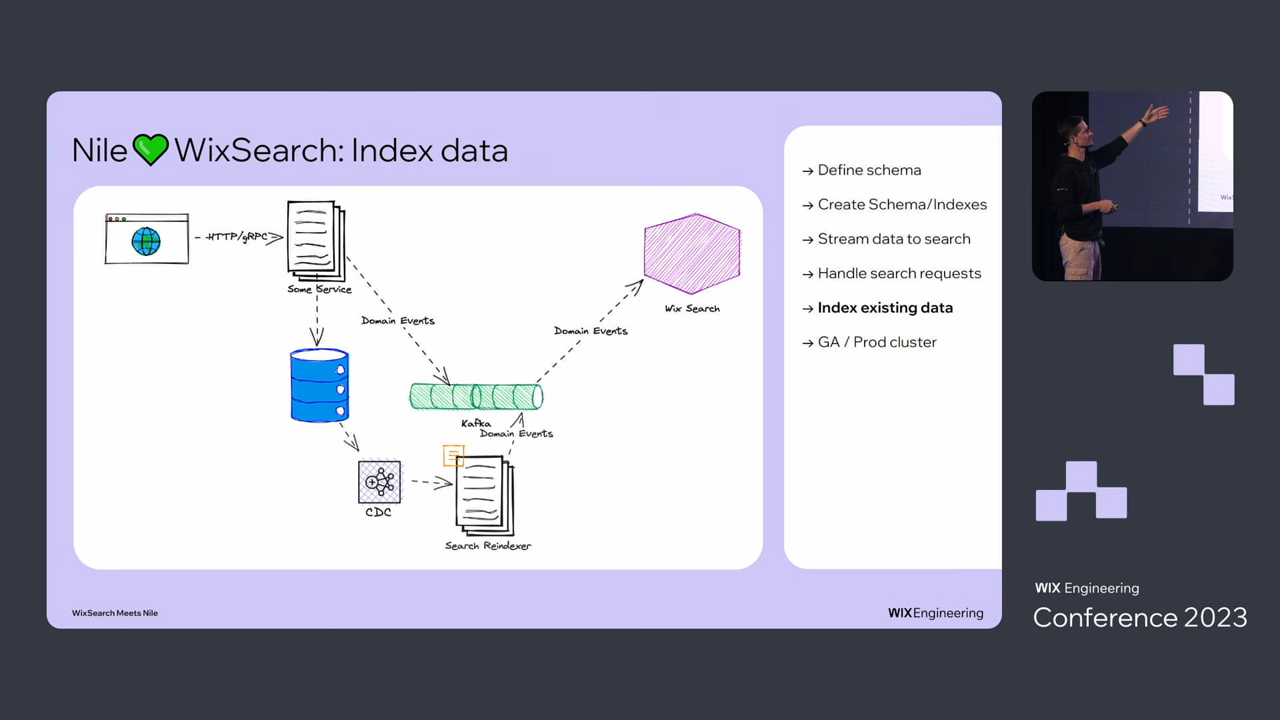 Nile💚WixSearch: Index data
HTTP/gRPC
Some Service
Domain Events
Domain Events
Wix Search
Kafka
Domain Events
CDC
Search Reindexer
→ Define schema
→ Create Schema/Indexes
→ Stream data to search
→ Handle search requests
→ Index existing data
→ GA / Prod cluster
WixSearch Meets Nile
WIXEngineering
WIX Engineering
Conference 2023